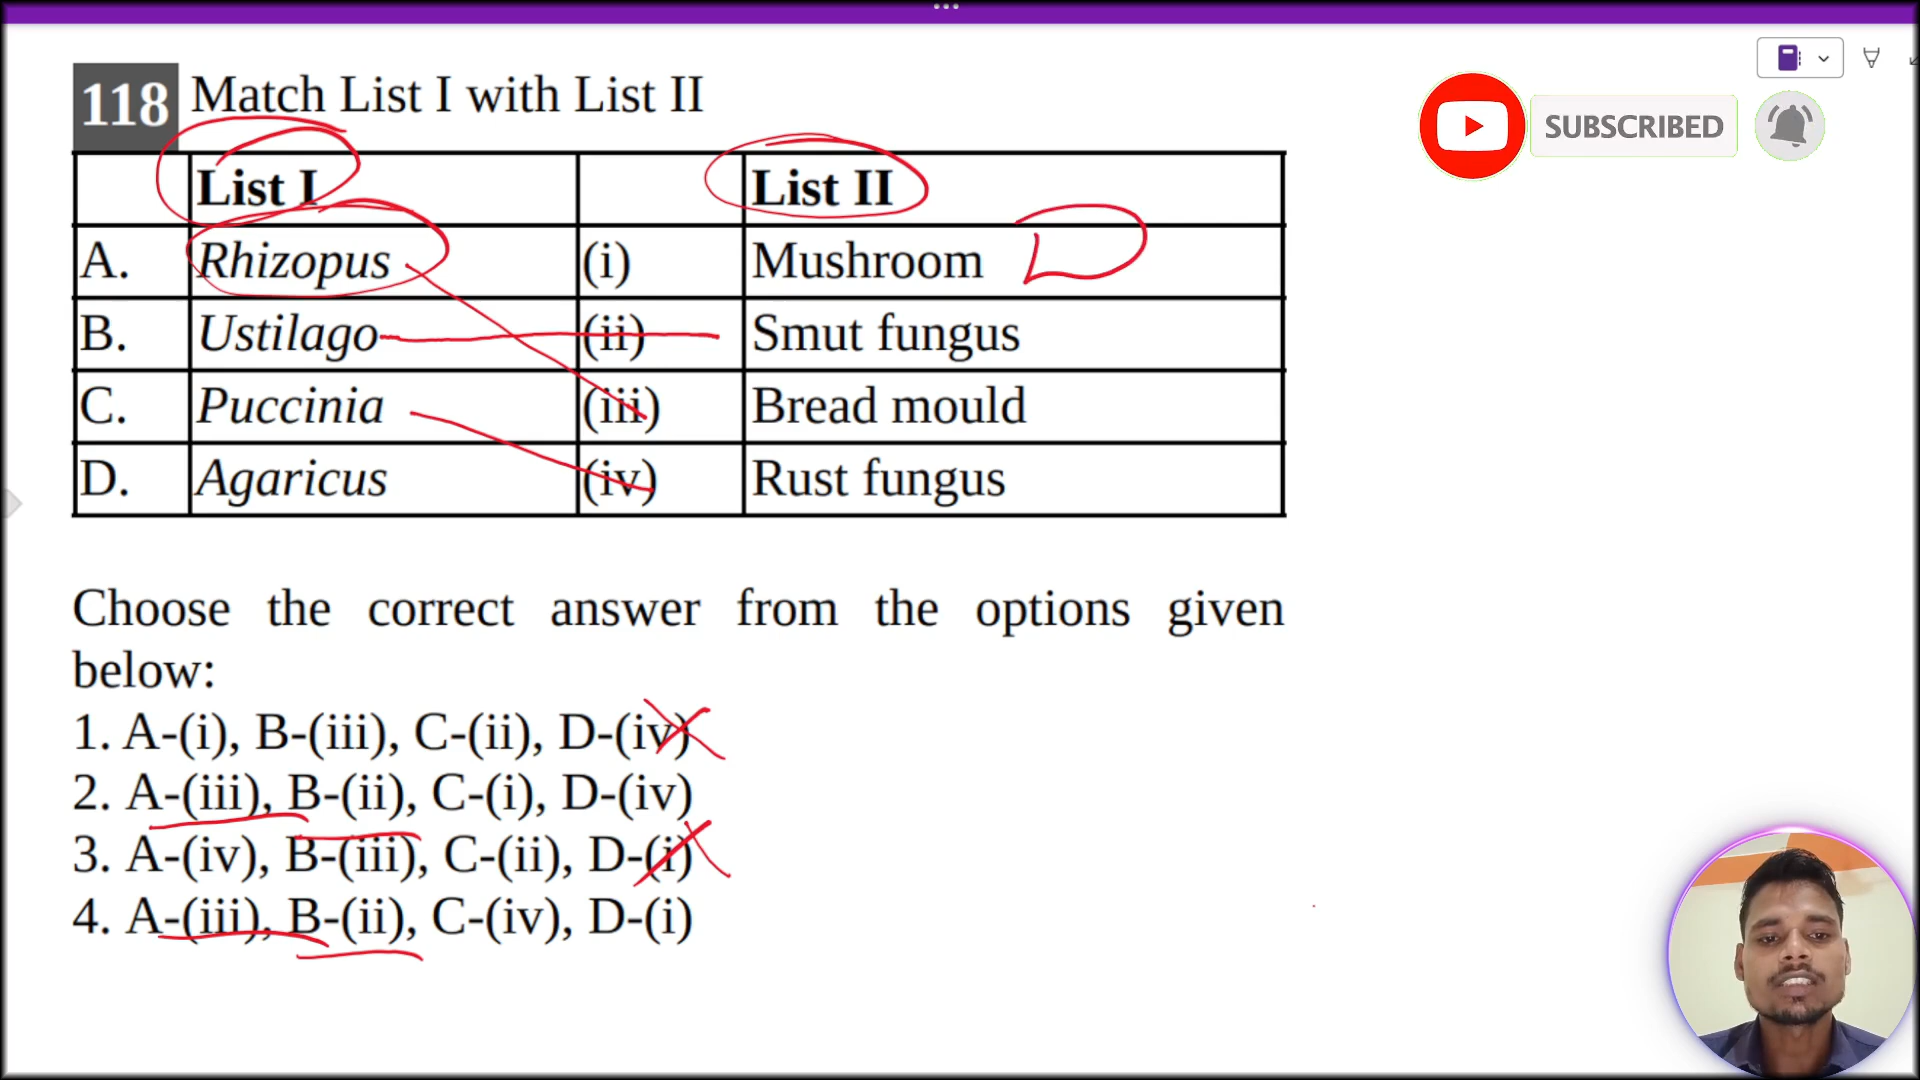 118 Match List I with List II
List I List II
A. Rhizopus (i) Mushroom
B. Ustilago (ii) Smut fungus
C. Puccinia (iii) Bread mould
D. Agaricus (iv) Rust fungus
Choose the correct answer from the options given
below:
1. A-(i), B-(iii), C-(ii), D-(iv)
2. A-(iii), B-(ii), C-(i), D-(iv)
3. A-(iv), B-(iii), C-(ii), D-(i)
4. A-(iii), B-(ii), C-(iv), D-(i)
SUBSCRIBED